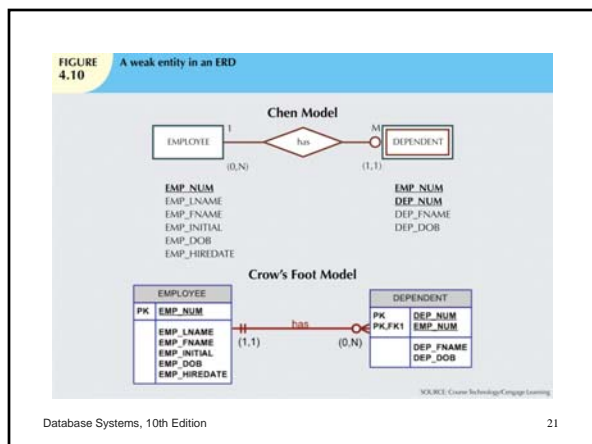 FIGURE 4.10
A weak entity in an ERD
Chen Model
EMPLOYEE
1
has
M
DEPENDENT
(0,N)
(1,1)
EMP_NUM
EMP_LNAME
EMP_FNAME
EMP_INITIAL
EMP_DOB
EMP_HIREDATE
EMP_NUM
DEP_NUM
DEP_FNAME
DEP_DOB
Crow's Foot Model
EMPLOYEE
PK EMP_NUM
EMP_LNAME
EMP_FNAME
EMP_INITIAL
EMP_DOB
EMP_HIREDATE
has
(1,1)
(0,N)
DEPENDENT
PK DEP_NUM
PK,FK1 EMP_NUM
DEP_FNAME
DEP_DOB
SOURCE: Course Technology/Cengage Learning
Database Systems, 10th Edition
21